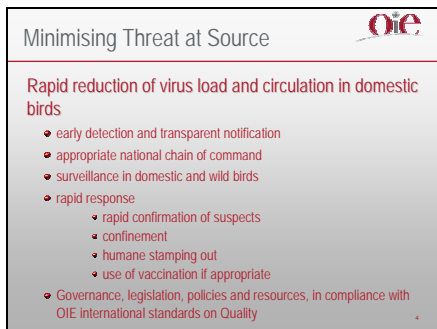 Minimising Threat at Source
Oie
Rapid reduction of virus load and circulation in domestic
birds
early detection and transparent notification
appropriate national chain of command
surveillance in domestic and wild birds
rapid response
rapid confirmation of suspects
confinement
humane stamping out
use of vaccination if appropriate
Governance, legislation, policies and resources, in compliance with
OIE international standards on Quality
4